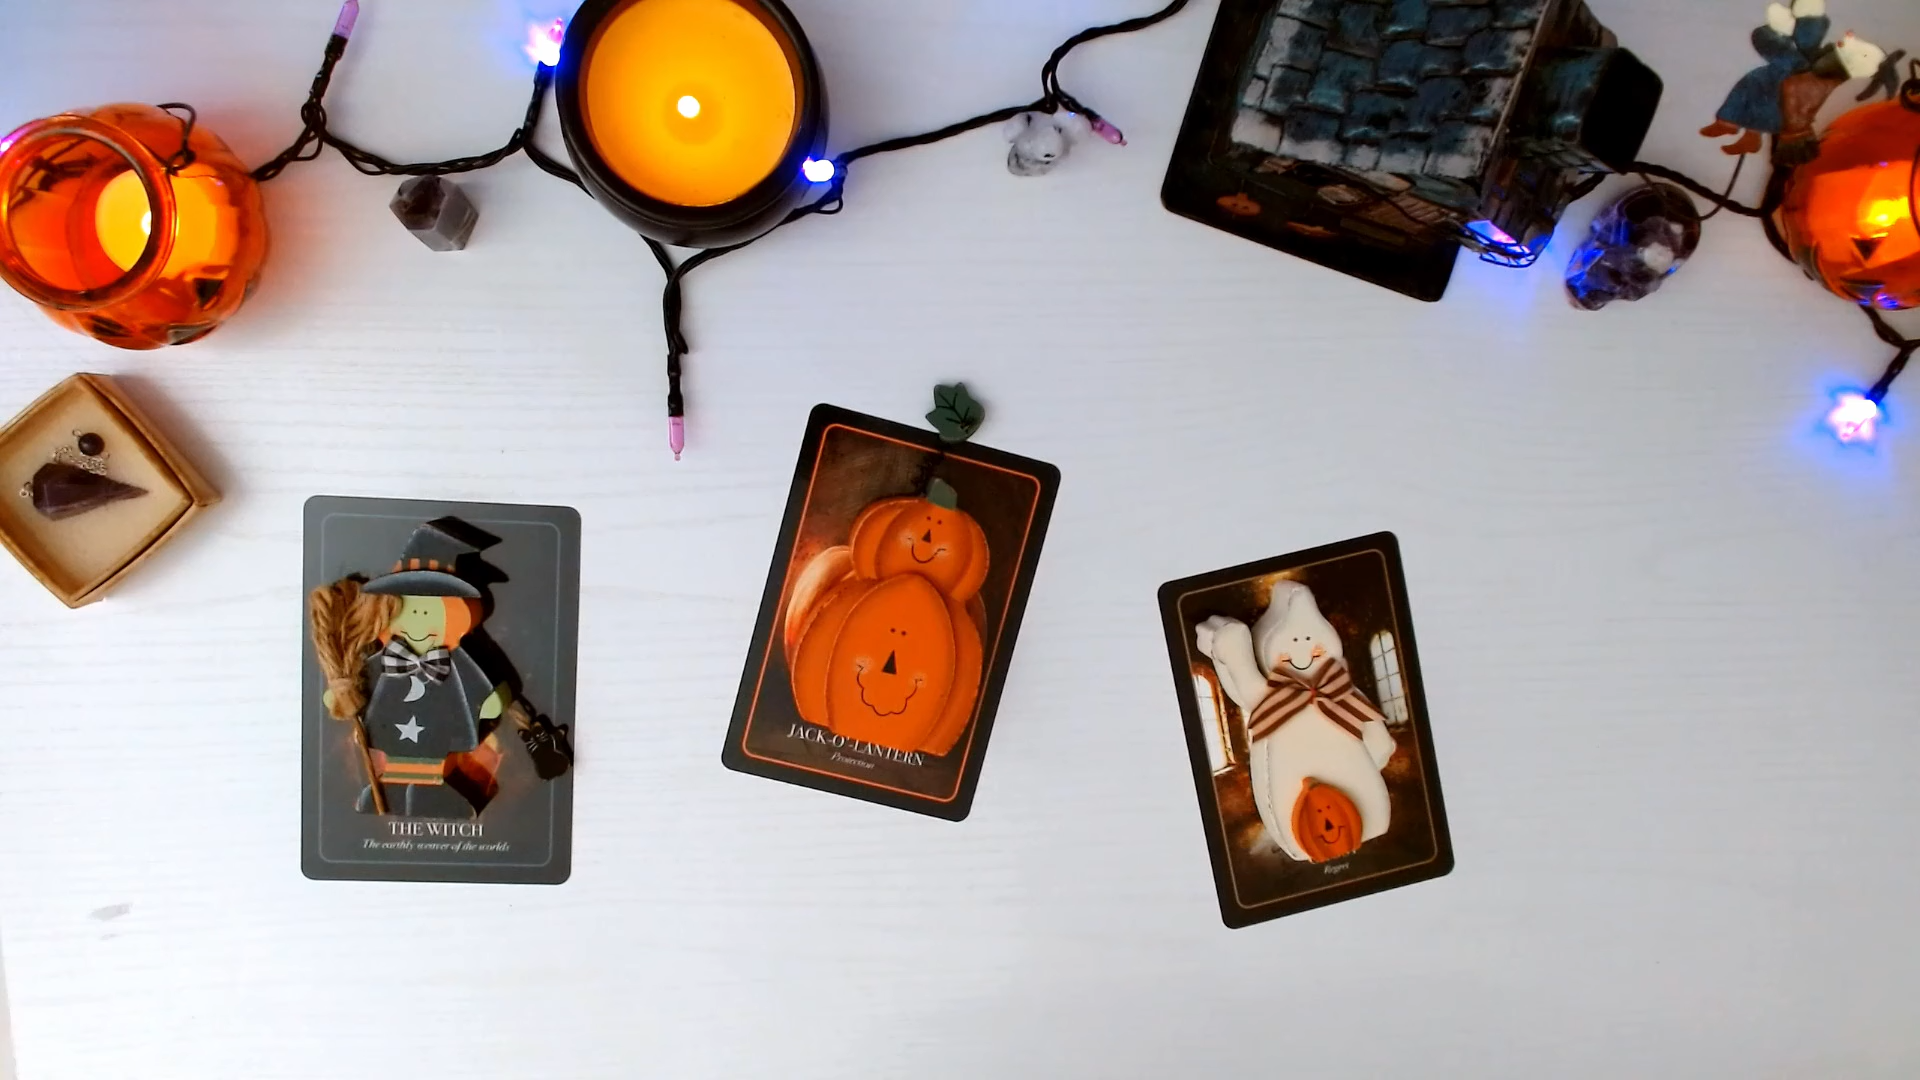 THE WITCH
The earthly weaver of the worlds
JACK-O'-LANTERN
Protection
Regret